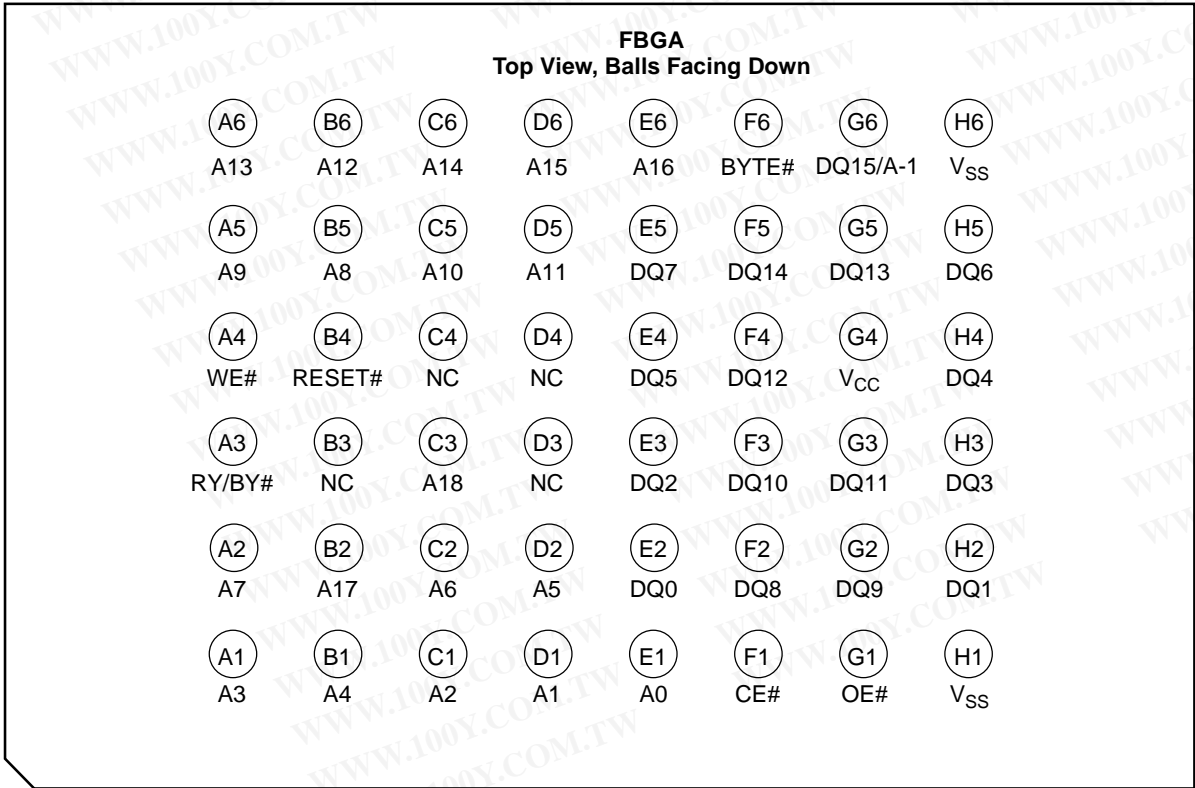 FBGA
Top View, Balls Facing Down
A6 B6 C6 D6 E6 F6 G6 H6
A13 A12 A14 A15 A16 BYTE# DQ15/A-1 VSS
A5 B5 C5 D5 E5 F5 G5 H5
A9 A8 A10 A11 DQ7 DQ14 DQ13 DQ6
A4 B4 C4 D4 E4 F4 G4 H4
WE# RESET# NC NC DQ5 DQ12 VCC DQ4
A3 B3 C3 D3 E3 F3 G3 H3
RY/BY# NC A18 NC DQ2 DQ10 DQ11 DQ3
A2 B2 C2 D2 E2 F2 G2 H2
A7 A17 A6 A5 DQ0 DQ8 DQ9 DQ1
A1 B1 C1 D1 E1 F1 G1 H1
A3 A4 A2 A1 A0 CE# OE# VSS
WWW.100Y.COM.TW